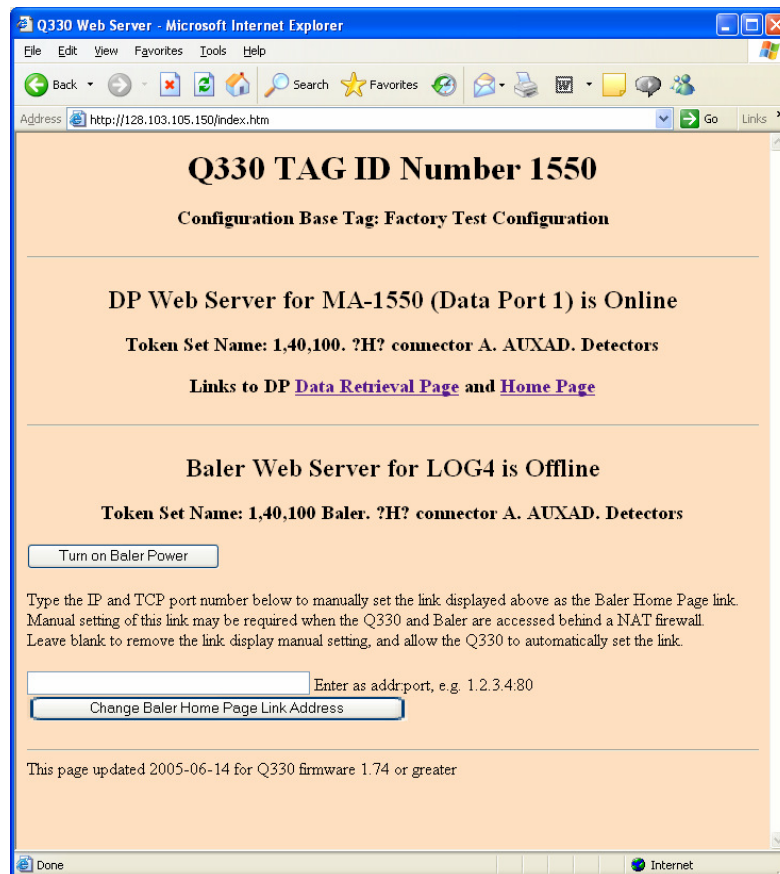 Q330 Web Server - Microsoft Internet Explorer
File Edit View Favorites Tools Help
Back Search Favorites
Address http://128.103.105.150/index.htm Go Links
Q330 TAG ID Number 1550
Configuration Base Tag: Factory Test Configuration
DP Web Server for MA-1550 (Data Port 1) is Online
Token Set Name: 1,40,100. ?H? connector A. AUXAD. Detectors
Links to DP Data Retrieval Page and Home Page
Baler Web Server for LOG4 is Offline
Token Set Name: 1,40,100 Baler. ?H? connector A. AUXAD. Detectors
Turn on Baler Power
Type the IP and TCP port number below to manually set the link displayed above as the Baler Home Page link.
Manual setting of this link may be required when the Q330 and Baler are accessed behind a NAT firewall.
Leave blank to remove the link display manual setting, and allow the Q330 to automatically set the link.
Enter as addr:port, e.g. 1.2.3.4:80
Change Baler Home Page Link Address
This page updated 2005-06-14 for Q330 firmware 1.74 or greater
Done Internet